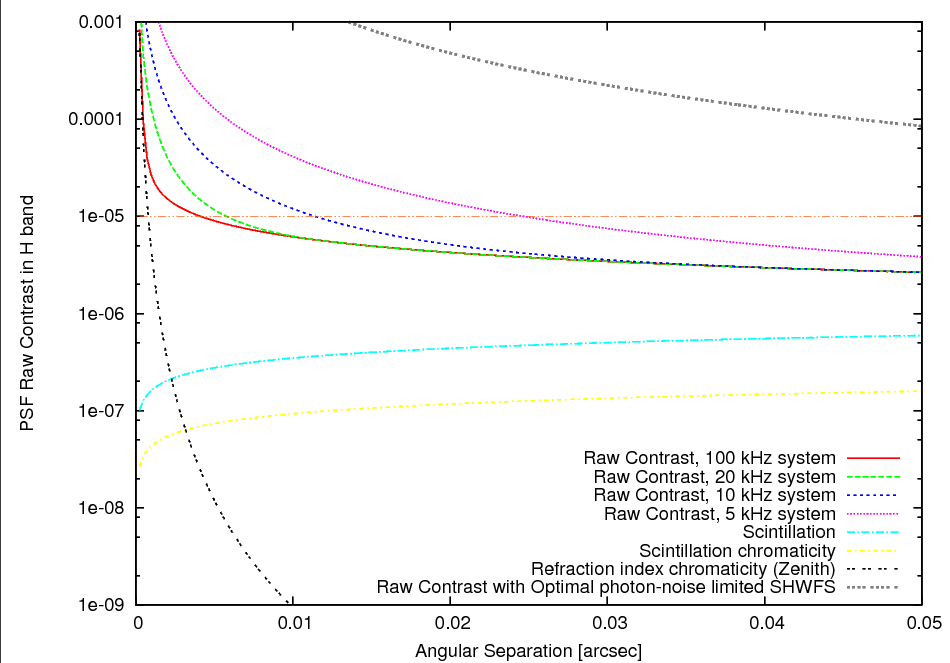 0.001
0.0001
1e-05
1e-06
1e-07
1e-08
1e-09
PSF Raw Contrast in H band
Raw Contrast, 100 kHz system
Raw Contrast, 20 kHz system
Raw Contrast, 10 kHz system
Raw Contrast, 5 kHz system
Scintillation
Scintillation chromaticity
Refraction index chromaticity (Zenith)
Raw Contrast with Optimal photon-noise limited SHWFS
0 0.01 0.02 0.03 0.04 0.05
Angular Separation [arcsec]